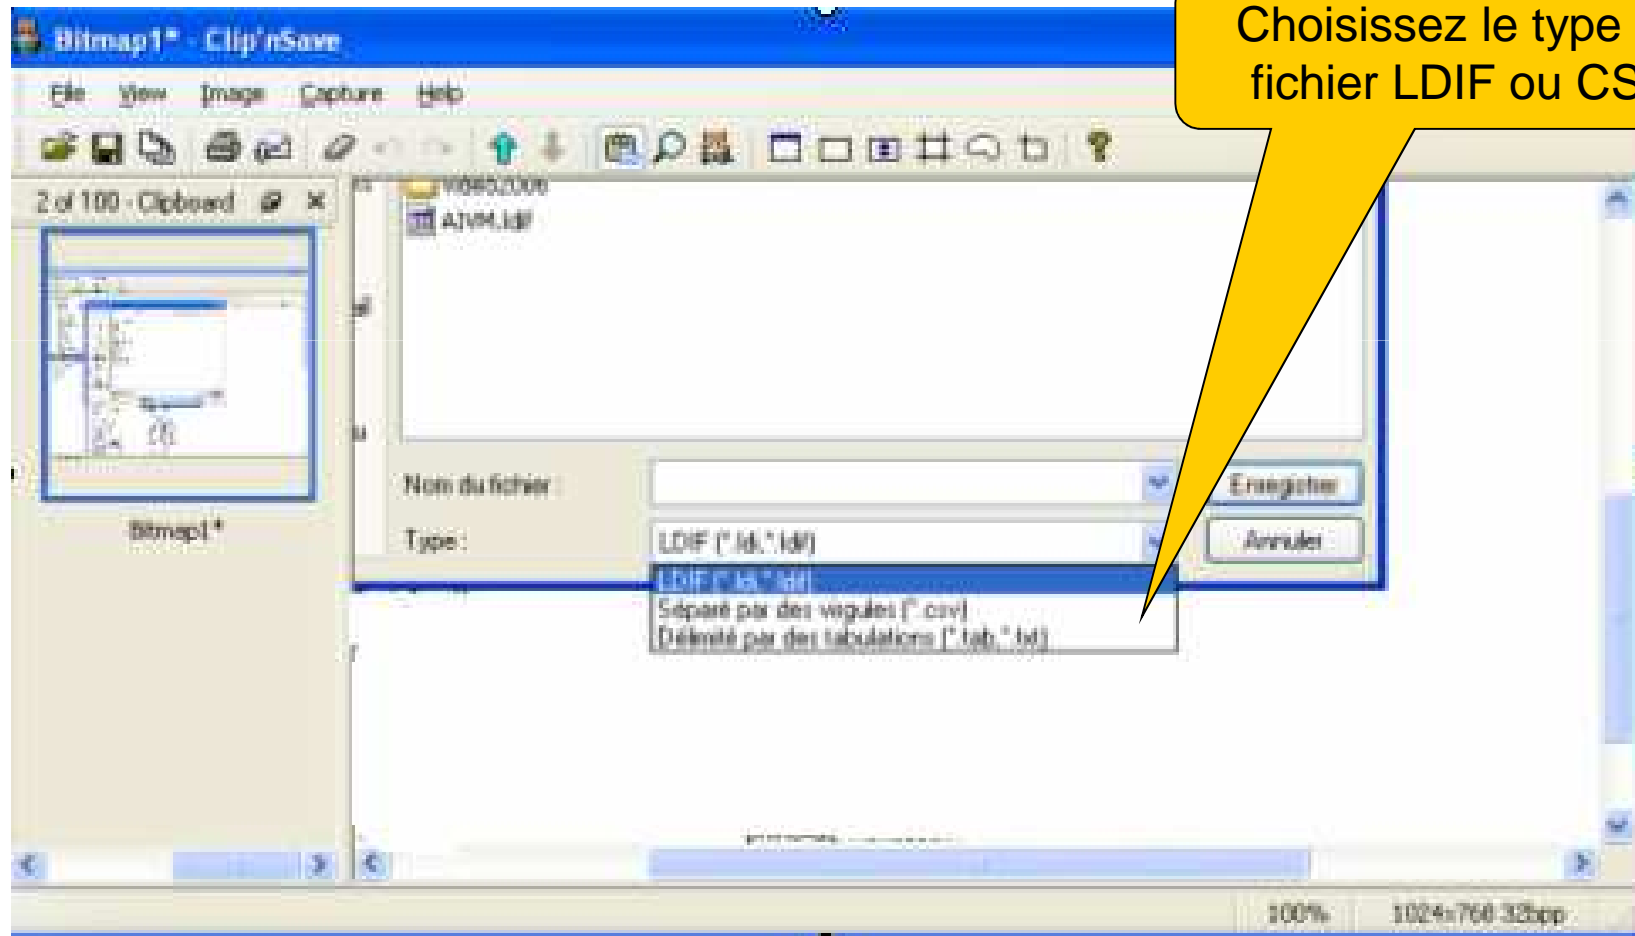 Choisissez le type
fichier LDIF ou CS
Bitmap1* - Clip'nSave
File View Image Capture Help
2 of 100 - Clipboard
Video2006
AJVM.ldif
Nom du fichier :
Enregistrer
Bitmap1*
Type :
LDIF (*.ldi,*.ldif)
Annuler
LDIF (*.ldi,*.ldif)
Séparé par des virgules (*.csv)
Délimité par des tabulations (*.tab,*.txt)
100% 1024x768 32bpp